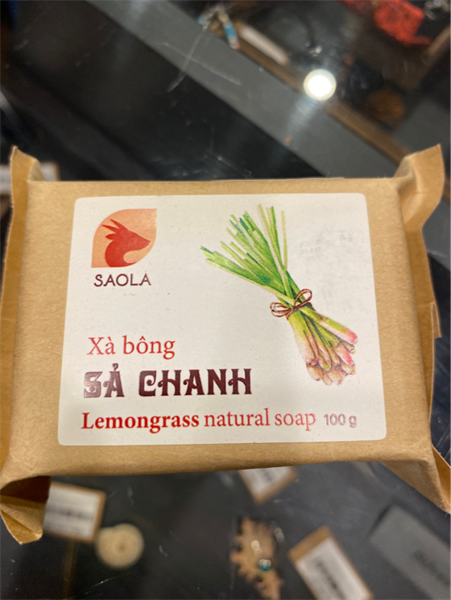 SAOLA
Xà bông
SẢ CHANH
Lemongrass natural soap 100 g